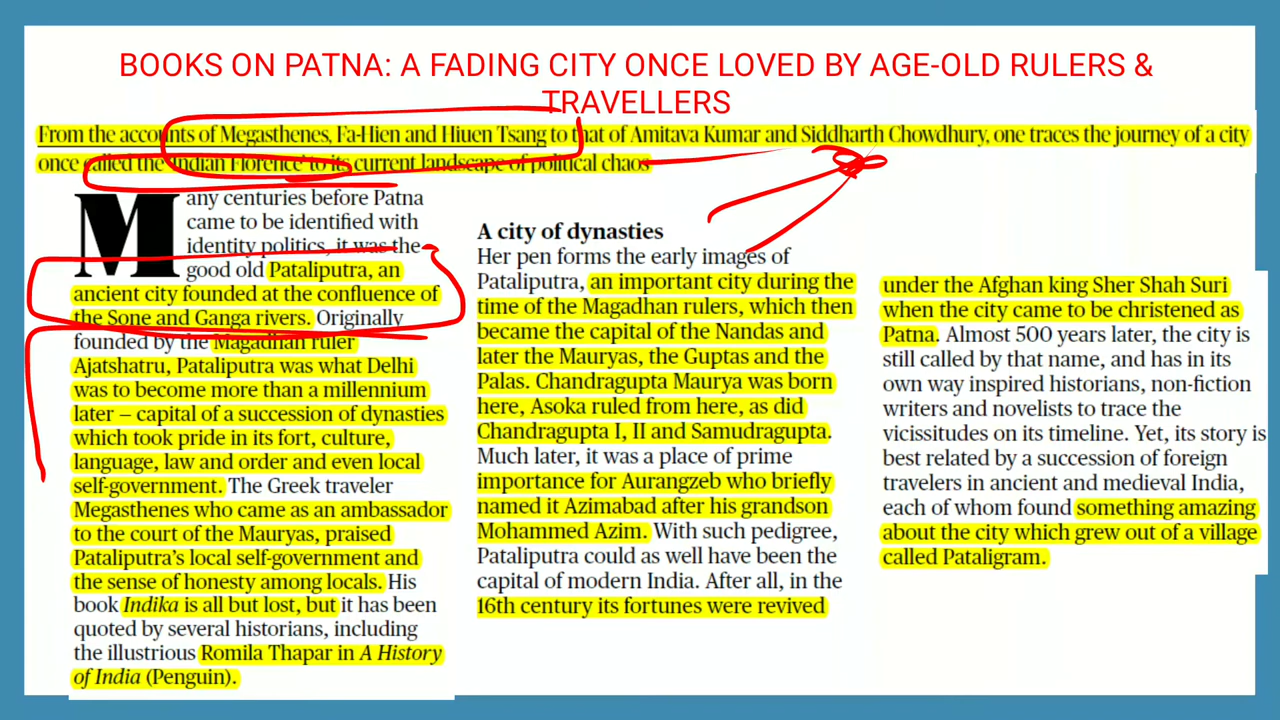 BOOKS ON PATNA: A FADING CITY ONCE LOVED BY AGE-OLD RULERS &
TRAVELLERS
From the accounts of Megasthenes, Fa-Hien and Hiuen Tsang to that of Amitava Kumar and Siddharth Chowdhury, one traces the journey of a city
once called the 'Indian Florence' to its current landscape of political chaos
Many centuries before Patna
came to be identified with
identity politics, it was the
good old Pataliputra, an
ancient city founded at the confluence of
the Sone and Ganga rivers. Originally
founded by the Magadhan ruler
Ajatshatru, Pataliputra was what Delhi
was to become more than a millennium
later – capital of a succession of dynasties
which took pride in its fort, culture,
language, law and order and even local
self-government. The Greek traveler
Megasthenes who came as an ambassador
to the court of the Mauryas, praised
Pataliputra's local self-government and
the sense of honesty among locals. His
book Indika is all but lost, but it has been
quoted by several historians, including
the illustrious Romila Thapar in A History
of India (Penguin).
A city of dynasties
Her pen forms the early images of
Pataliputra, an important city during the
time of the Magadhan rulers, which then
became the capital of the Nandas and
later the Mauryas, the Guptas and the
Palas. Chandragupta Maurya was born
here, Asoka ruled from here, as did
Chandragupta I, II and Samudragupta.
Much later, it was a place of prime
importance for Aurangzeb who briefly
named it Azimabad after his grandson
Mohammed Azim. With such pedigree,
Pataliputra could as well have been the
capital of modern India. After all, in the
16th century its fortunes were revived
under the Afghan king Sher Shah Suri
when the city came to be christened as
Patna. Almost 500 years later, the city is
still called by that name, and has in its
own way inspired historians, non-fiction
writers and novelists to trace the
vicissitudes on its timeline. Yet, its story is
best related by a succession of foreign
travelers in ancient and medieval India,
each of whom found something amazing
about the city which grew out of a village
called Pataligram.